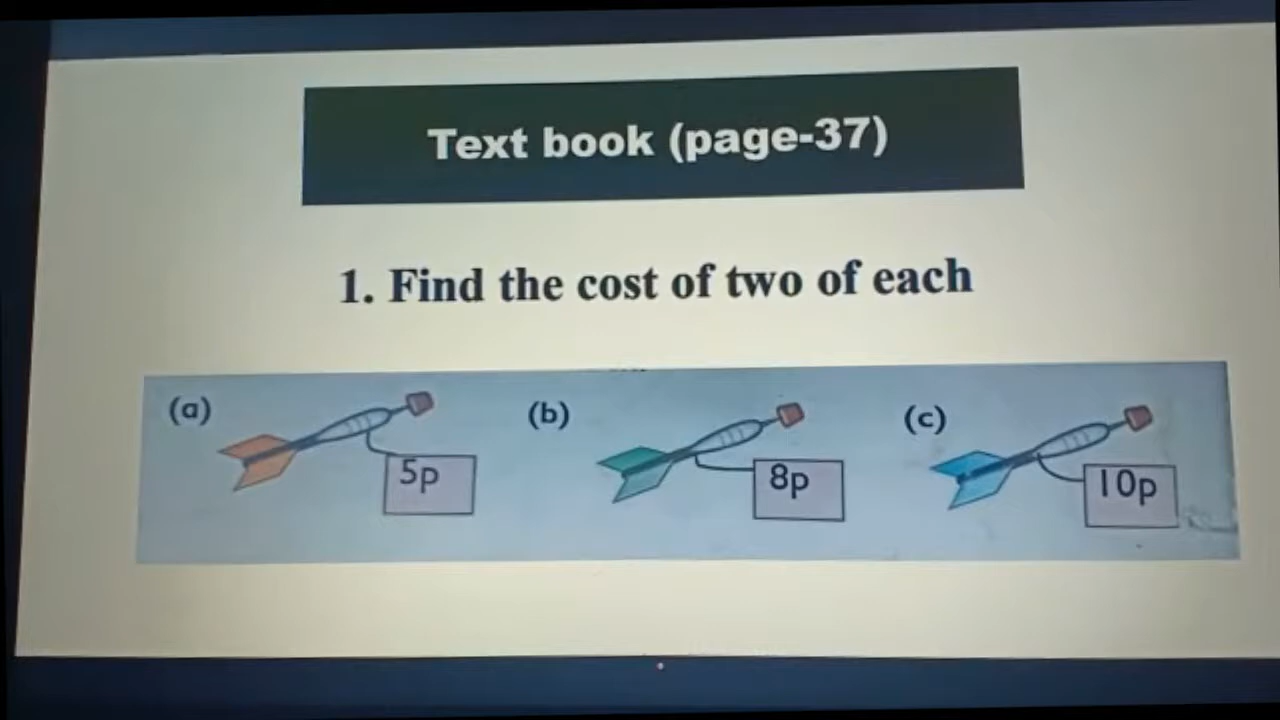 Text book (page-37)
1. Find the cost of two of each
(a) (b) (c)
5p 8p 10p